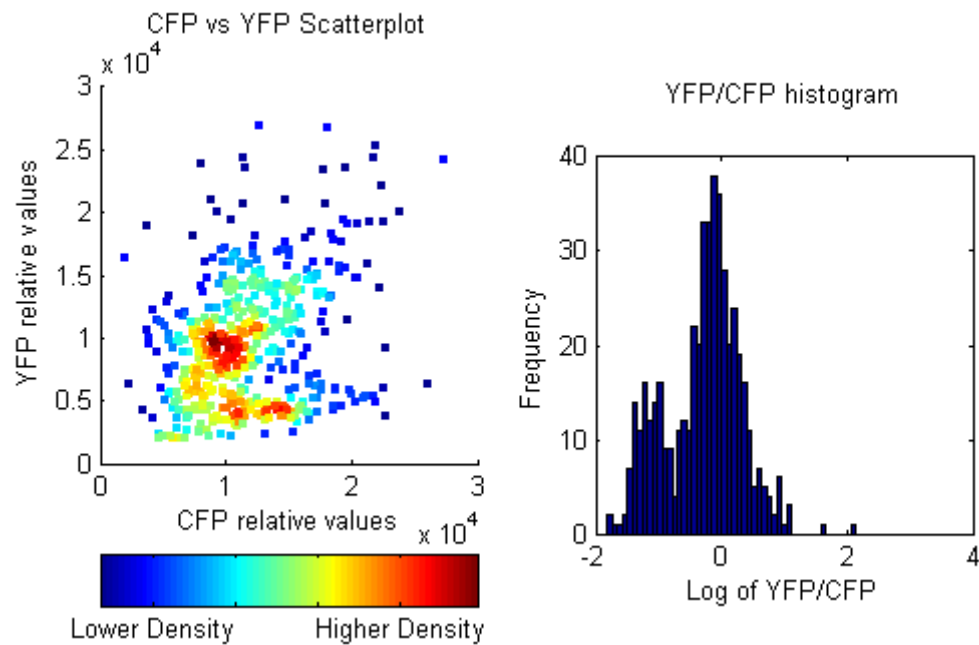 CFP vs YFP Scatterplot
x 10^4
3
2.5
2
1.5
1
0.5
0
YFP relative values
0 1 2 3
CFP relative values
x 10^4
Lower Density Higher Density
YFP/CFP histogram
40
30
20
10
0
Frequency
-2 0 2 4
Log of YFP/CFP